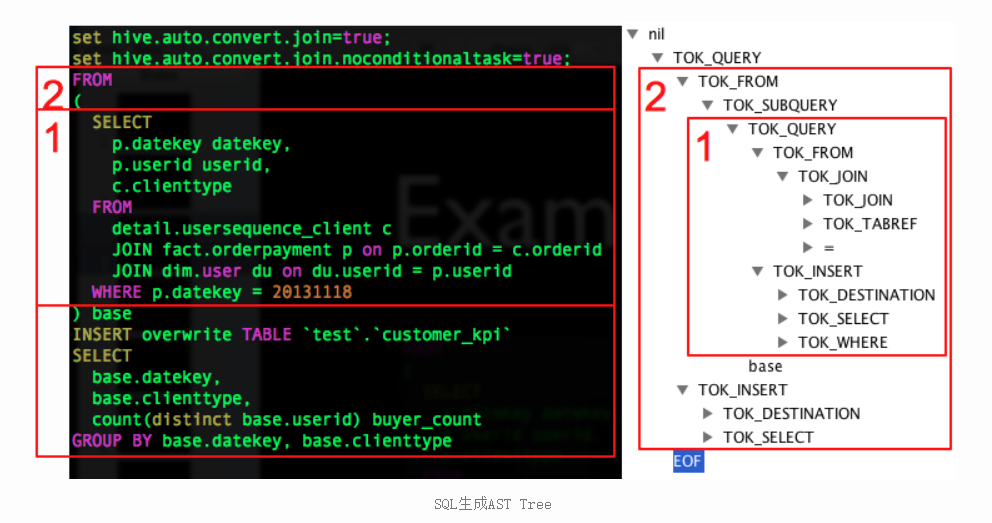 set hive.auto.convert.join=true;
set hive.auto.convert.join.noconditionaltask=true;
2
FROM
(
1
SELECT
p.datekey datekey,
p.userid userid,
c.clienttype
FROM
detail.usersequence_client c
JOIN fact.orderpayment p on p.orderid = c.orderid
JOIN dim.user du on du.userid = p.userid
WHERE p.datekey = 20131118
) base
INSERT overwrite TABLE `test`.`customer_kpi`
SELECT
base.datekey,
base.clienttype,
count(distinct base.userid) buyer_count
GROUP BY base.datekey, base.clienttype
Exam
nil
TOK_QUERY
2
TOK_FROM
TOK_SUBQUERY
1
TOK_QUERY
TOK_FROM
TOK_JOIN
TOK_JOIN
TOK_TABREF
=
TOK_INSERT
TOK_DESTINATION
TOK_SELECT
TOK_WHERE
base
TOK_INSERT
TOK_DESTINATION
TOK_SELECT
EOF
SQL生成AST Tree